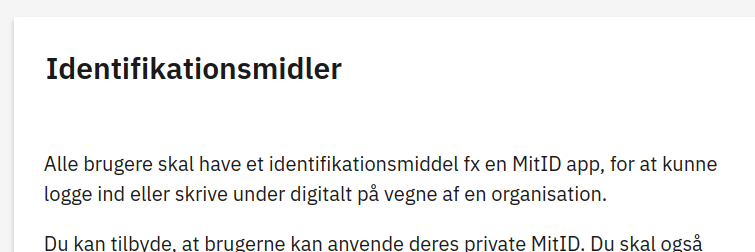 Identifikationsmidler
Alle brugere skal have et identifikationsmiddel fx en MitID app, for at kunne
logge ind eller skrive under digitalt på vegne af en organisation.
Du kan tilbyde, at brugerne kan anvende deres private MitID. Du skal også